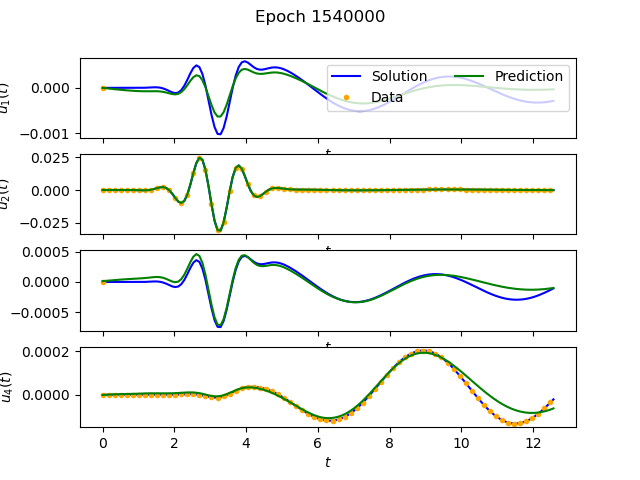 Epoch 1540000
u₁(t)
0.000
−0.001
Solution
Data
Prediction
u₂(t)
0.025
0.000
−0.025
0.0005
0.0000
−0.0005
u₄(t)
0.0002
0.0000
0 2 4 6 8 10 12
t